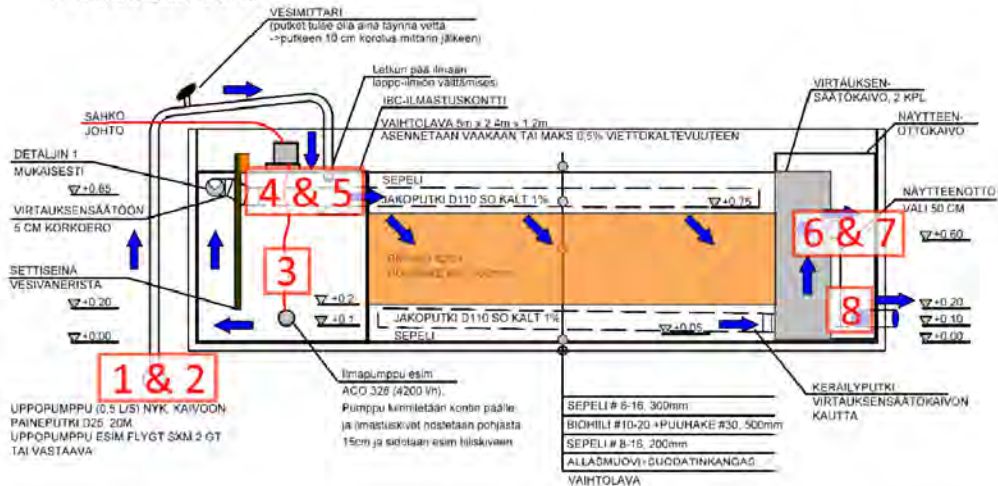 VESIMITTARI
(putket tulee olla aina täynnä vettä
->putkeen 10 cm korotus mittarin jälkeen)
Letkun pää ilmaan
lappo-ilmiön välttämises)
IBC-ILMASTUSKONTTI
VAIHTOLAVA 6m x 2.4m x 1.2m
ASENNETAAN VAAKAAN TAI MAKS 0,5% VIETTOKALTEVUUTEEN
VIRTAUKSEN-
SÄÄTÖKAIVO, 2 KPL
NÄYTTEEN-
OTTOKAIVO
SÄHKÖ
JOHTO
DETALJIN 1
MUKAISESTI
+0.65
VIRTAUKSENSÄÄTÖÖN
5 CM KORKOERO
SETTISEINÄ
VESIVANERISTA
+0.20
+0.00
4 & 5
3
SEPELI
JAKOPUTKI D110 SO KALT 1%
+0.75
NÄYTTEENOTTO
VÄLI 50 CM
6 & 7
+0.60
8
+0.2
+0.1
JAKOPUTKI D110 SO KALT 1%
+0.05
SEPELI
+0.20
+0.10
+0.00
1 & 2
UPPOPUMPPU (0.5 L/S) NYK. KAIVOON
PAINEPUTKI D25 20M
UPPOPUMPPU ESIM FLYGT SXM 2 GT
TAI VASTAAVA
Ilmapumppu esim
ACO 328 (4200 l/h).
Pumppu kiinnitetään kontin päälle
ja ilmastuskivet nostetaan pohjasta
15cm ja sidotaan esim tiiliskiveen
KERÄILYPUTKI
VIRTAUKSENSÄÄTÖKAIVON
KAUTTA
SEPELI # 8-16, 300mm
BIOHIILI #10-20 +PUUHAKE #30, 500mm
SEPELI # 8-16, 200mm
ALLASMUOVI+SUODATINKANGAS
VAIHTOLAVA